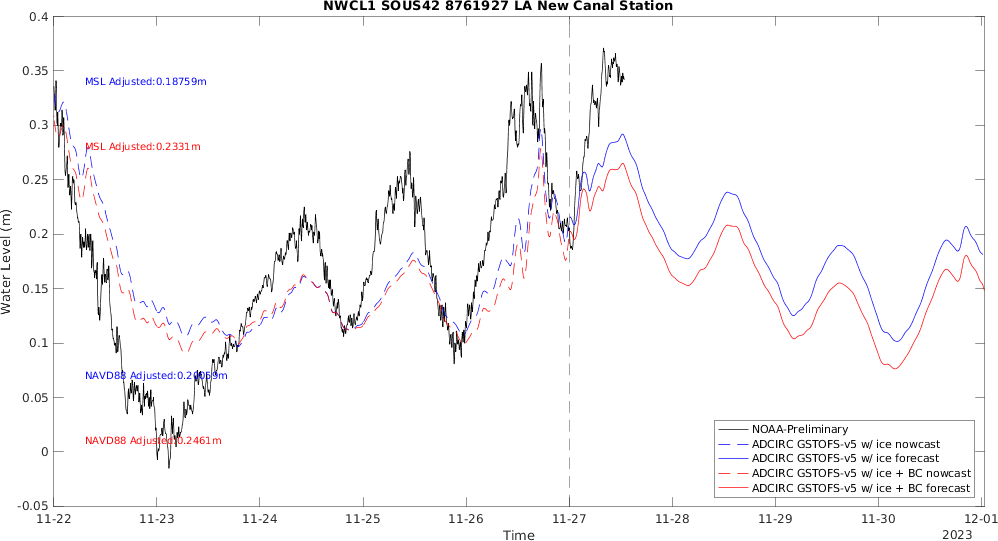 NWCL1 SOUS42 8761927 LA New Canal Station
Water Level (m)
0.4
0.35
0.3
0.25
0.2
0.15
0.1
0.05
0
-0.05
MSL Adjusted:0.18759m
MSL Adjusted:0.2331m
NAVD88 Adjusted:
NAVD88 Adjusted:0.2461m
NOAA-Preliminary
ADCIRC GSTOFS-v5 w/ ice nowcast
ADCIRC GSTOFS-v5 w/ ice forecast
ADCIRC GSTOFS-v5 w/ ice + BC nowcast
ADCIRC GSTOFS-v5 w/ ice + BC forecast
11-22 11-23 11-24 11-25 11-26 11-27 11-28 11-29 11-30 12-01
Time
2023